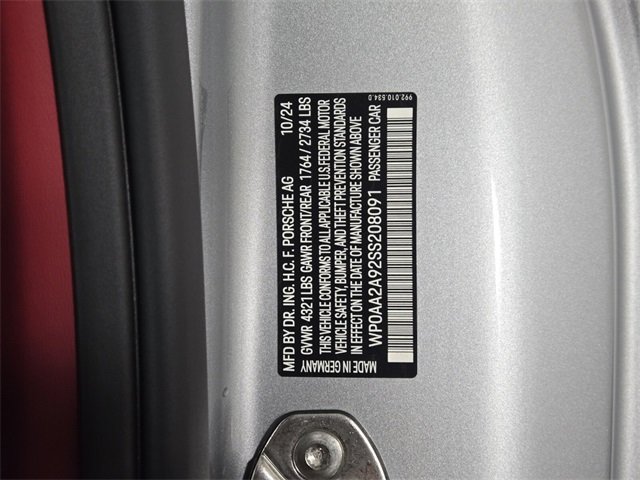 MFD BY DR. ING. H.C. F. PORSCHE AG 10/24
GVWR 4321 LBS GAWR FRONT/REAR 1764 / 2734 LBS
THIS VEHICLE CONFORMS TO ALL APPLICABLE U.S. FEDERAL MOTOR
VEHICLE SAFETY, BUMPER, AND THEFT PREVENTION STANDARDS
IN EFFECT ON THE DATE OF MANUFACTURE SHOWN ABOVE
WP0AA2A92SS208091 PASSENGER CAR
MADE IN GERMANY 992.010.534.G